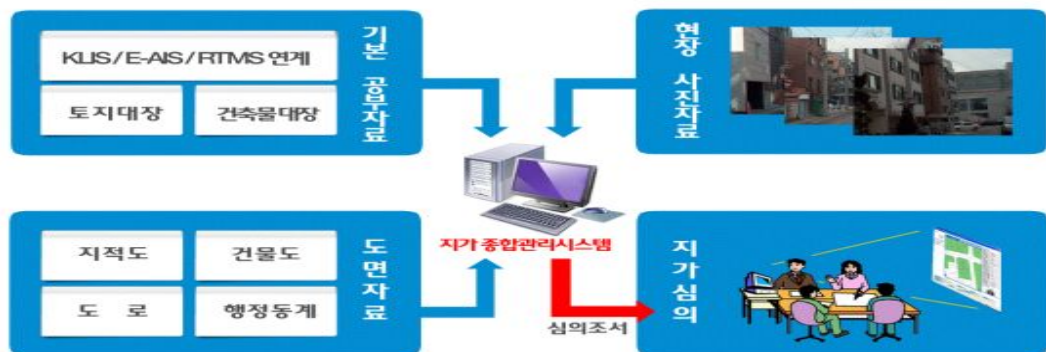 KLIS / E-AIS / RTMS 연계
토지대장
건축물대장
기본 공부자료
현장 사진자료
지가 종합관리시스템
지적도
건물도
도 로
행정동계
도면자료
심의조서
지가심의